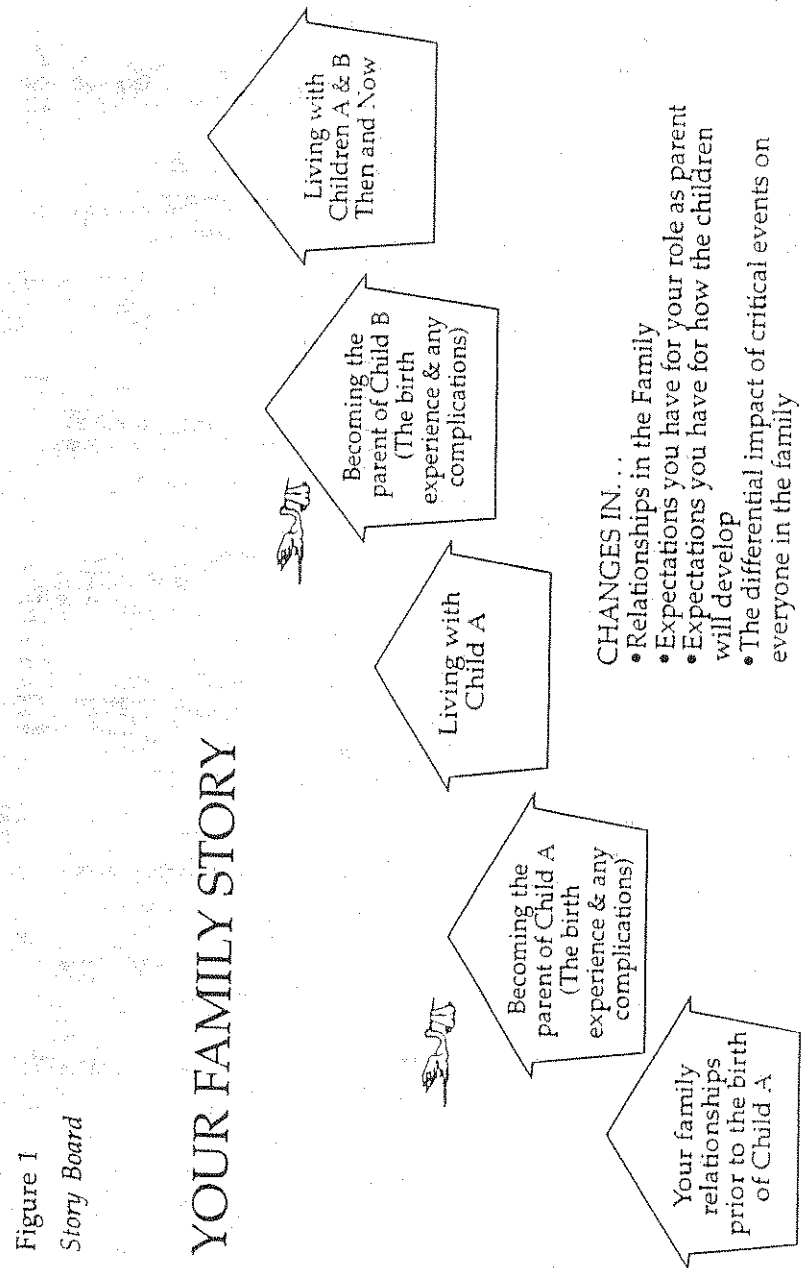 Figure 1
Story Board
YOUR FAMILY STORY
Your family
relationships
prior to the birth
of Child A
Becoming the
parent of Child A
(The birth
experience & any
complications)
Living with
Child A
Becoming the
parent of Child B
(The birth
experience & any
complications)
Living with
Children A & B
Then and Now
CHANGES IN...
•Relationships in the Family
•Expectations you have for your role as parent
•Expectations you have for how the children
will develop
•The differential impact of critical events on
everyone in the family